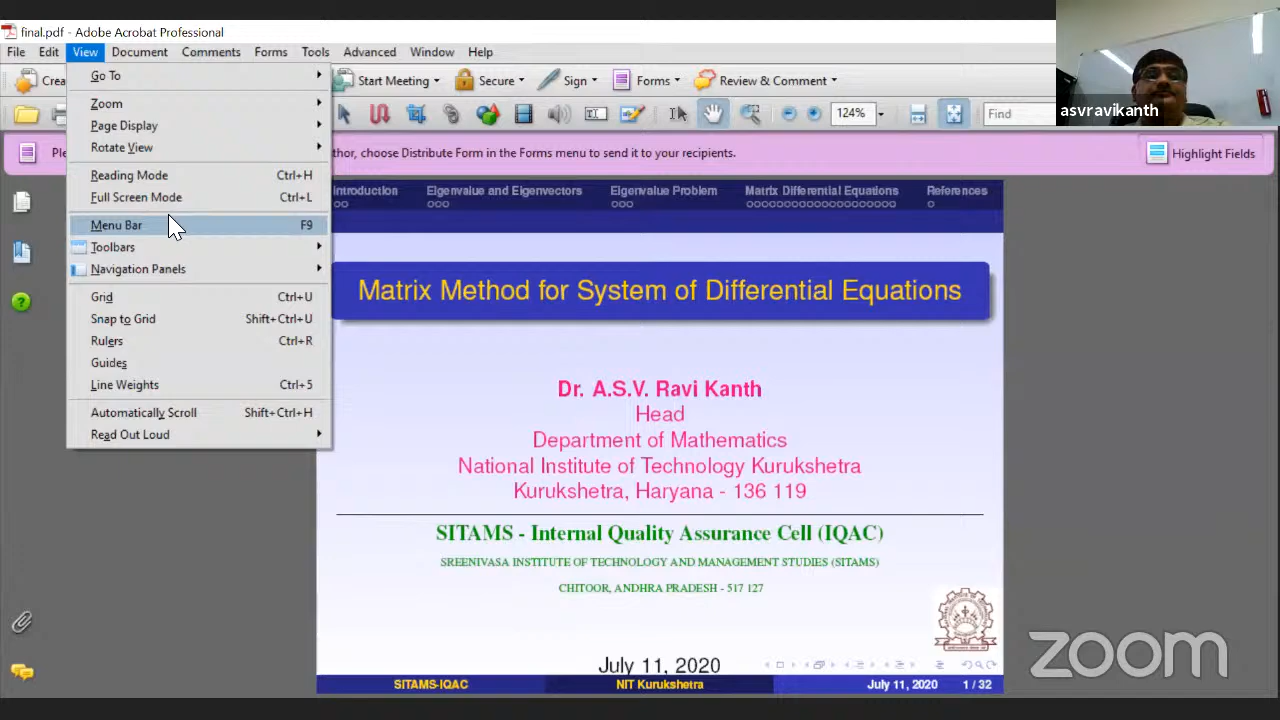 final.pdf - Adobe Acrobat Professional
File Edit View Document Comments Forms Tools Advanced Window Help
Start Meeting Secure Sign Forms Review & Comment
124% Find
asvravikanth
thor, choose Distribute Form in the Forms menu to send it to your recipients.
Highlight Fields
Go To
Zoom
Page Display
Rotate View
Reading Mode Ctrl+H
Full Screen Mode Ctrl+L
Menu Bar F9
Toolbars
Navigation Panels
Grid Ctrl+U
Snap to Grid Shift+Ctrl+U
Rulers Ctrl+R
Guides
Line Weights Ctrl+5
Automatically Scroll Shift+Ctrl+H
Read Out Loud
Introduction Eigenvalue and Eigenvectors Eigenvalue Problem Matrix Differential Equations References
Matrix Method for System of Differential Equations
Dr. A.S.V. Ravi Kanth
Head
Department of Mathematics
National Institute of Technology Kurukshetra
Kurukshetra, Haryana - 136 119
SITAMS - Internal Quality Assurance Cell (IQAC)
SREENIVASA INSTITUTE OF TECHNOLOGY AND MANAGEMENT STUDIES (SITAMS)
CHITOOR, ANDHRA PRADESH - 517 127
July 11, 2020
SITAMS-IQAC NIT Kurukshetra July 11, 2020 1 / 32
zoom